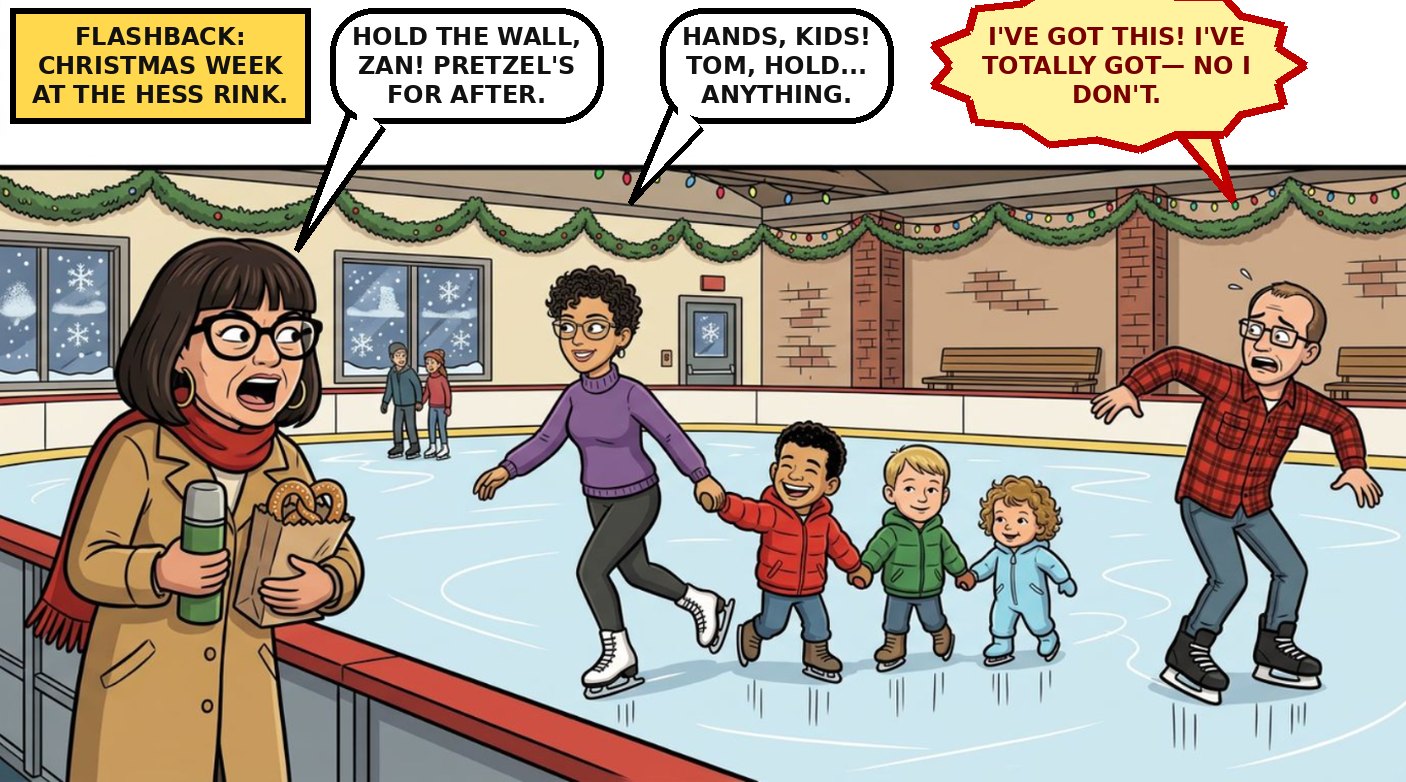 FLASHBACK:
CHRISTMAS WEEK
AT THE HESS RINK.
HOLD THE WALL,
ZAN! PRETZEL'S
FOR AFTER.
HANDS, KIDS!
TOM, HOLD...
ANYTHING.
I'VE GOT THIS! I'VE
TOTALLY GOT— NO I
DON'T.